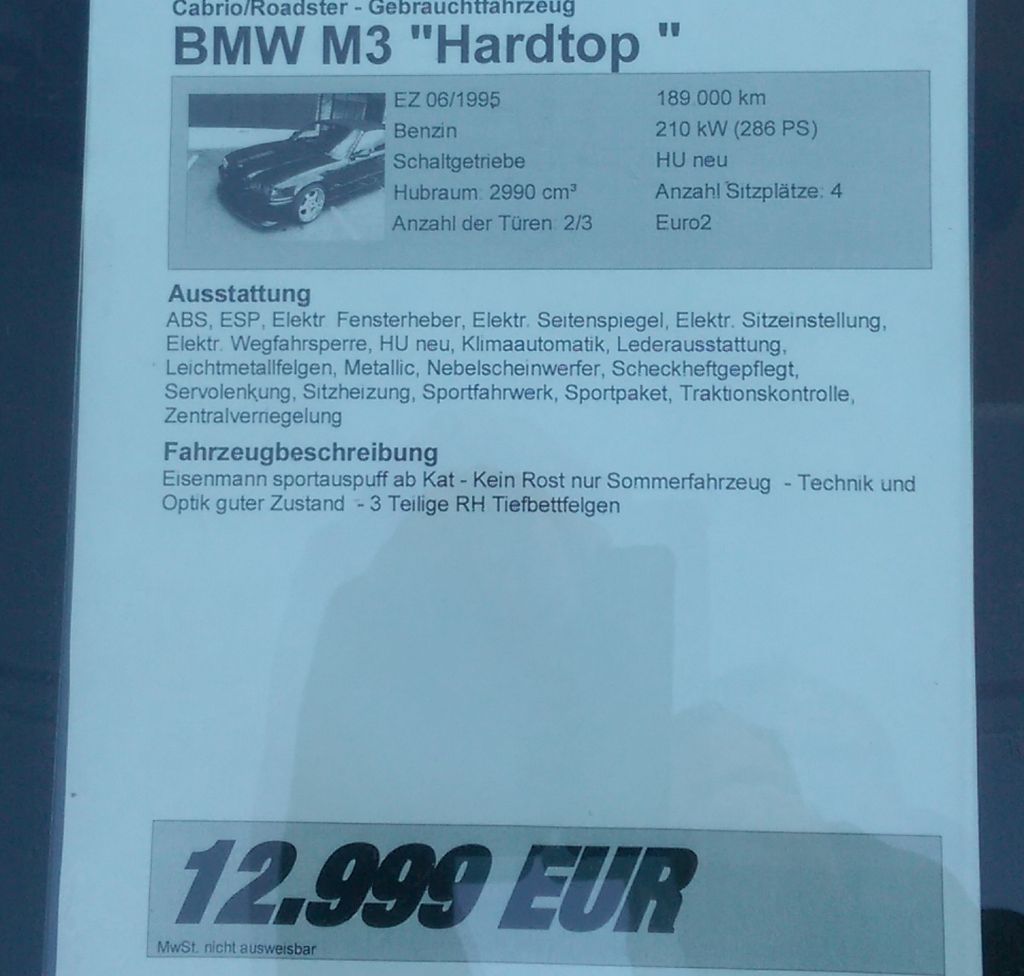 Cabrio/Roadster - Gebrauchtfahrzeug
BMW M3 "Hardtop "
EZ 06/1995 189 000 km
Benzin 210 kW (286 PS)
Schaltgetriebe HU neu
Hubraum: 2990 cm³ Anzahl Sitzplätze: 4
Anzahl der Türen: 2/3 Euro2
Ausstattung
ABS, ESP, Elektr. Fensterheber, Elektr. Seitenspiegel, Elektr. Sitzeinstellung,
Elektr. Wegfahrsperre, HU neu, Klimaautomatik, Lederausstattung,
Leichtmetallfelgen, Metallic, Nebelscheinwerfer, Scheckheftgepflegt,
Servolenkung, Sitzheizung, Sportfahrwerk, Sportpaket, Traktionskontrolle,
Zentralverriegelung
Fahrzeugbeschreibung
Eisenmann sportauspuff ab Kat - Kein Rost nur Sommerfahrzeug - Technik und
Optik guter Zustand - 3 Teilige RH Tiefbettfelgen
12.999 EUR
MwSt. nicht ausweisbar